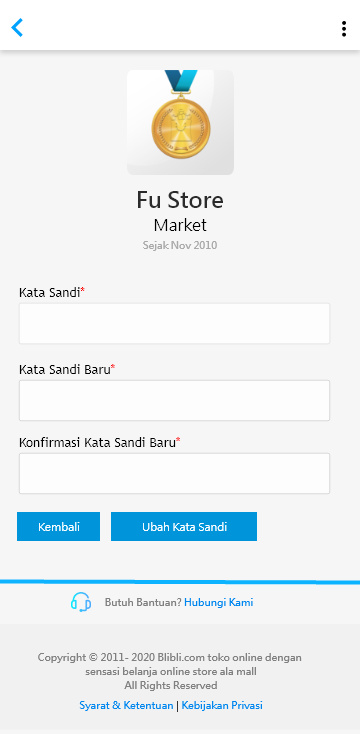 Fu Store
Market
Sejak Nov 2010
Kata Sandi*
Kata Sandi Baru*
Konfirmasi Kata Sandi Baru*
Kembali
Ubah Kata Sandi
Butuh Bantuan? Hubungi Kami
Copyright © 2011- 2020 Blibli.com toko online dengan
sensasi belanja online store ala mall
All Rights Reserved
Syarat & Ketentuan | Kebijakan Privasi